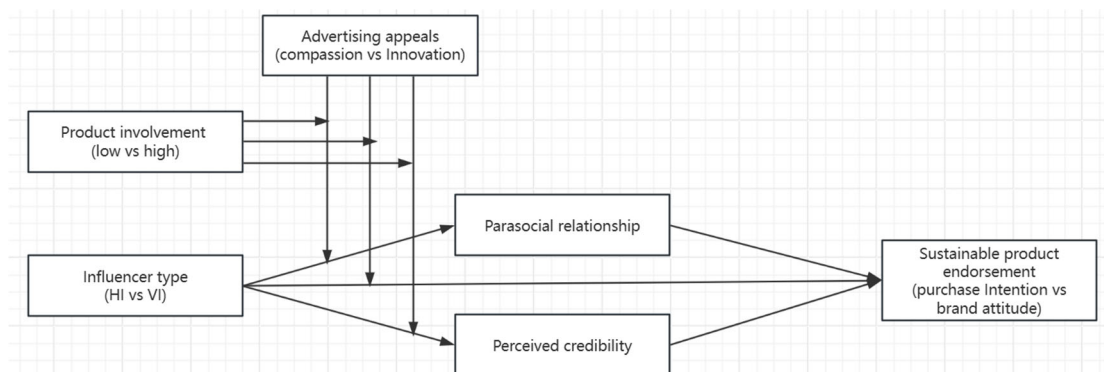 Advertising appeals
(compassion vs Innovation)
Product involvement
(low vs high)
Parasocial relationship
Influencer type
(HI vs VI)
Sustainable product
endorsement
(purchase Intention vs
brand attitude)
Perceived credibility